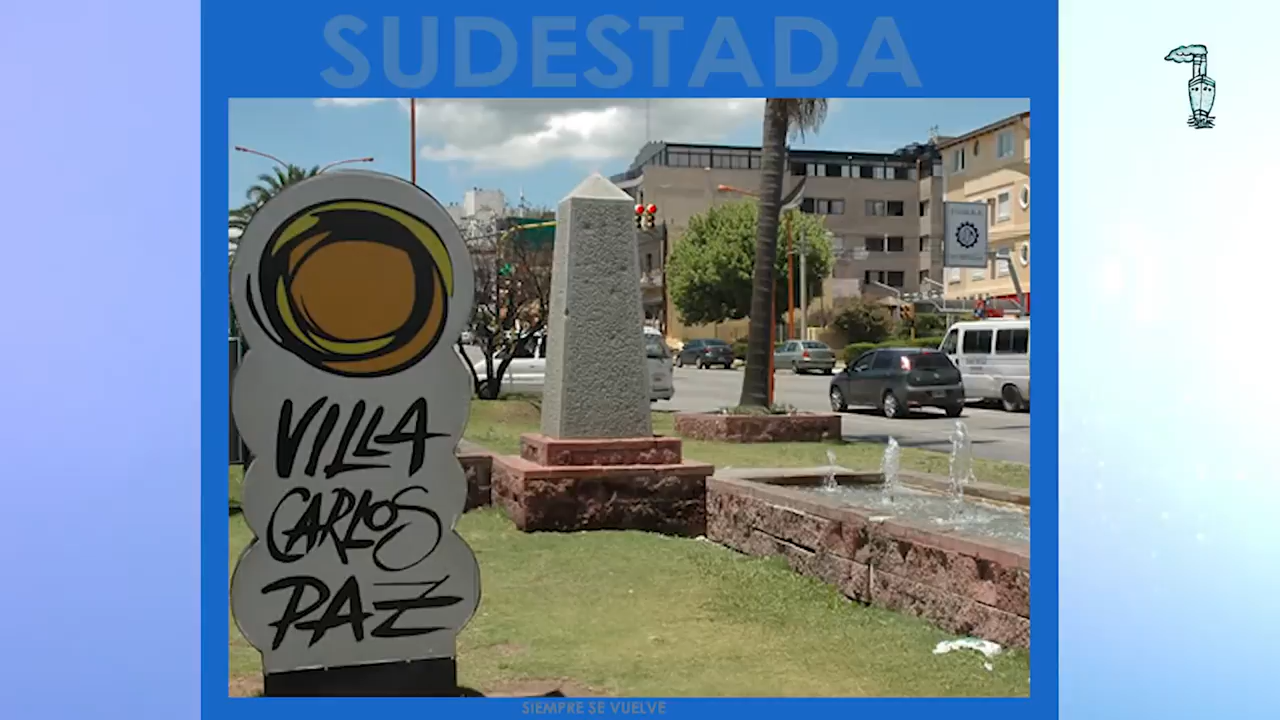 SUDESTADA
VILLA
CARLOS
PAZ
SIEMPRE SE VUELVE